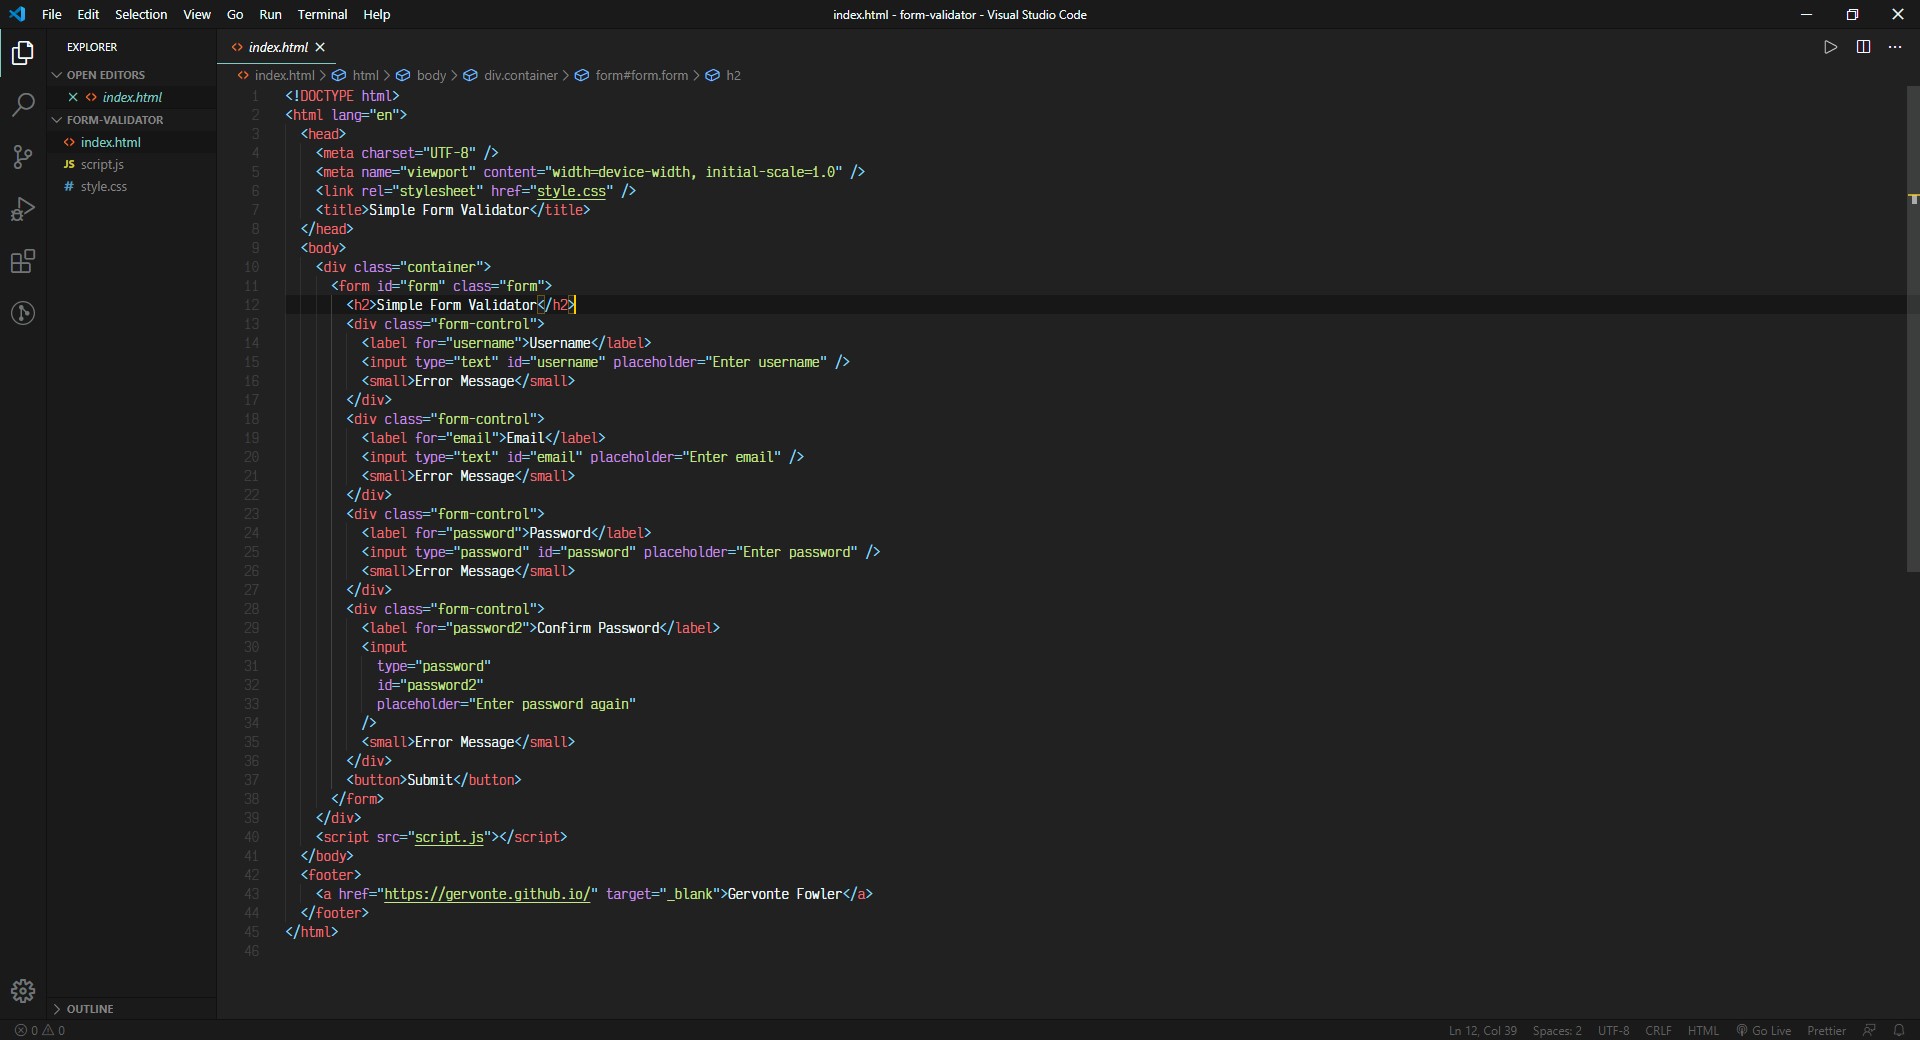 File Edit Selection View Go Run Terminal Help
index.html - form-validator - Visual Studio Code
EXPLORER
OPEN EDITORS
index.html
FORM-VALIDATOR
index.html
JS script.js
# style.css
OUTLINE
<> index.html
<> index.html > html > body > div.container > form#form.form > h2
1 <!DOCTYPE html>
2 <html lang="en">
3 <head>
4 <meta charset="UTF-8" />
5 <meta name="viewport" content="width=device-width, initial-scale=1.0" />
6 <link rel="stylesheet" href="style.css" />
7 <title>Simple Form Validator</title>
8 </head>
9 <body>
10 <div class="container">
11 <form id="form" class="form">
12 <h2>Simple Form Validator</h2>
13 <div class="form-control">
14 <label for="username">Username</label>
15 <input type="text" id="username" placeholder="Enter username" />
16 <small>Error Message</small>
17 </div>
18 <div class="form-control">
19 <label for="email">Email</label>
20 <input type="text" id="email" placeholder="Enter email" />
21 <small>Error Message</small>
22 </div>
23 <div class="form-control">
24 <label for="password">Password</label>
25 <input type="password" id="password" placeholder="Enter password" />
26 <small>Error Message</small>
27 </div>
28 <div class="form-control">
29 <label for="password2">Confirm Password</label>
30 <input
31 type="password"
32 id="password2"
33 placeholder="Enter password again"
34 />
35 <small>Error Message</small>
36 </div>
37 <button>Submit</button>
38 </form>
39 </div>
40 <script src="script.js"></script>
41 </body>
42 <footer>
43 <a href="https://gervonte.github.io/" target="_blank">Gervonte Fowler</a>
44 </footer>
45 </html>
46
0 0
Ln 12, Col 39 Spaces: 2 UTF-8 CRLF HTML Go Live Prettier